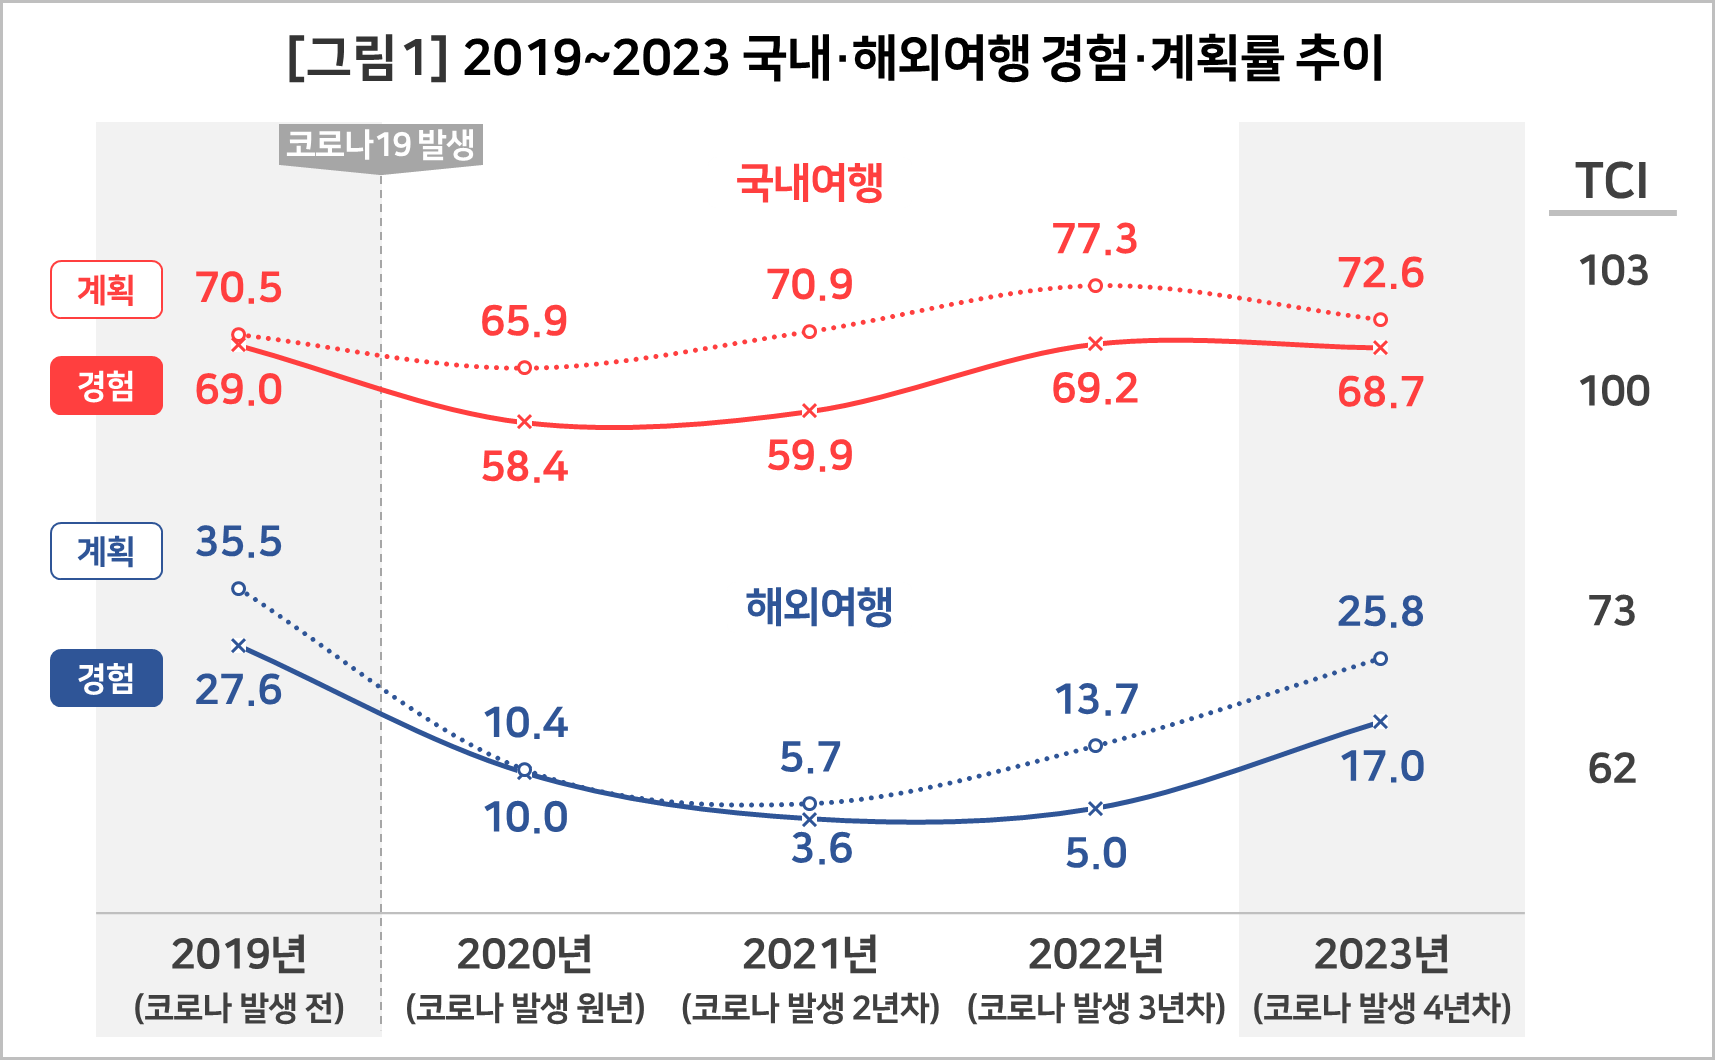 [그림1] 2019~2023 국내·해외여행 경험·계획률 추이
코로나19 발생
국내여행
TCI
계획
70.5
65.9
70.9
77.3
72.6
103
경험
69.0
58.4
59.9
69.2
68.7
100
해외여행
계획
35.5
10.4
5.7
13.7
25.8
73
경험
27.6
10.0
3.6
5.0
17.0
62
2019년 2020년 2021년 2022년 2023년
(코로나 발생 전) (코로나 발생 원년) (코로나 발생 2년차) (코로나 발생 3년차) (코로나 발생 4년차)